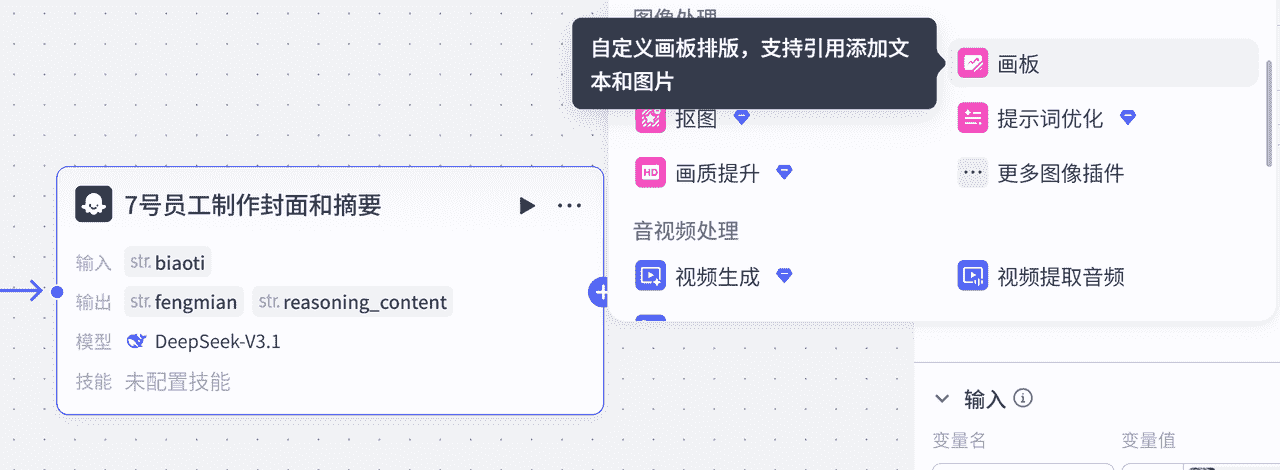 图像处理
自定义画板排版，支持引用添加文
本和图片
画板
抠图
提示词优化
HD
画质提升
更多图像插件
音视频处理
视频生成
视频提取音频
7号员工制作封面和摘要
输入 str. biaoti
输出 str. fengmian str. reasoning_content
模型 DeepSeek-V3.1
技能 未配置技能
输入
变量名 变量值